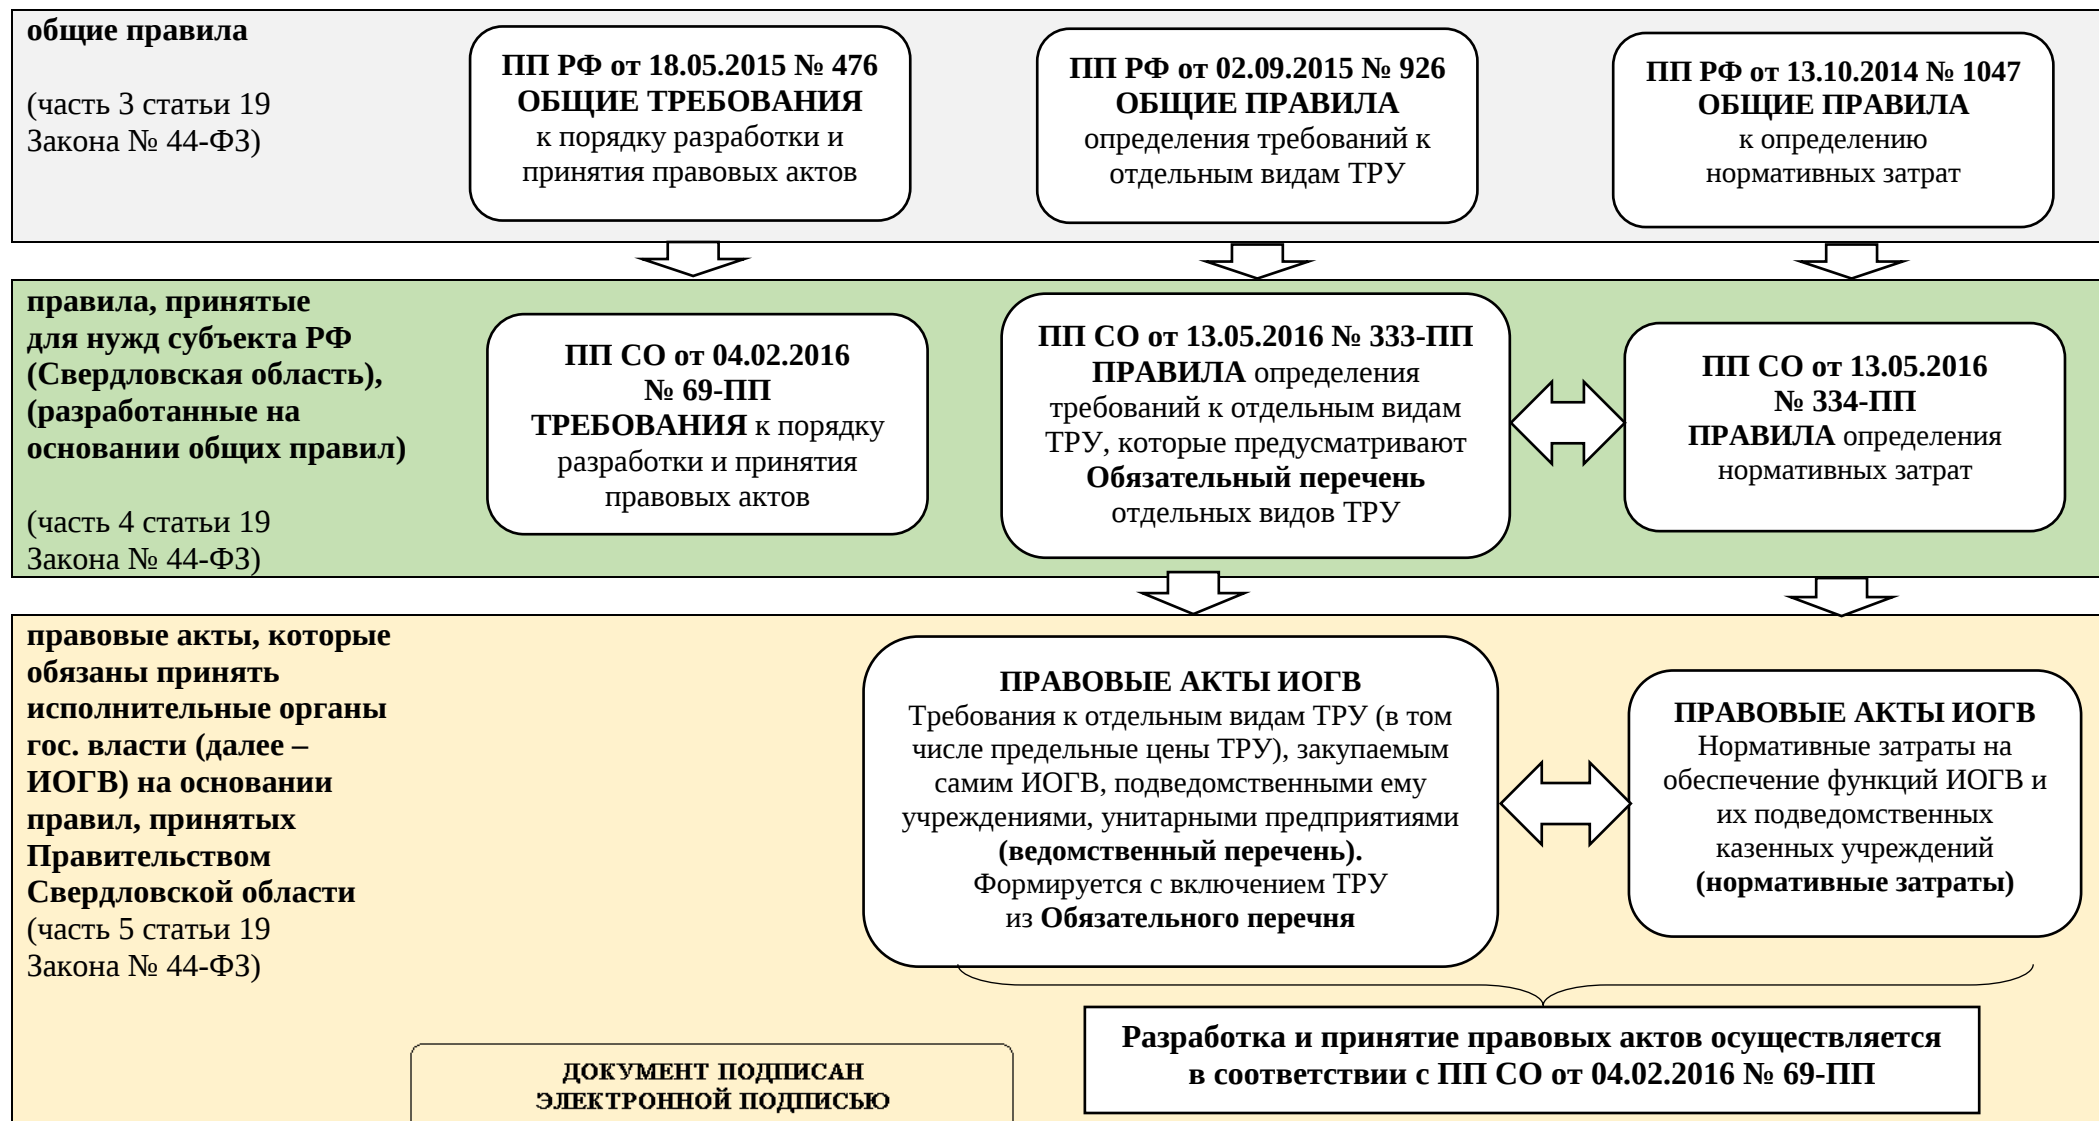 общие правила
(часть 3 статьи 19
Закона № 44-ФЗ)
ПП РФ от 18.05.2015 № 476
ОБЩИЕ ТРЕБОВАНИЯ
к порядку разработки и
принятия правовых актов
ПП РФ от 02.09.2015 № 926
ОБЩИЕ ПРАВИЛА
определения требований к
отдельным видам ТРУ
ПП РФ от 13.10.2014 № 1047
ОБЩИЕ ПРАВИЛА
к определению
нормативных затрат
правила, принятые
для нужд субъекта РФ
(Свердловская область),
(разработанные на
основании общих правил)
(часть 4 статьи 19
Закона № 44-ФЗ)
ПП СО от 04.02.2016
№ 69-ПП
ТРЕБОВАНИЯ к порядку
разработки и принятия
правовых актов
ПП СО от 13.05.2016 № 333-ПП
ПРАВИЛА определения
требований к отдельным видам
ТРУ, которые предусматривают
Обязательный перечень
отдельных видов ТРУ
ПП СО от 13.05.2016
№ 334-ПП
ПРАВИЛА определения
нормативных затрат
правовые акты, которые
обязаны принять
исполнительные органы
гос. власти (далее –
ИОГВ) на основании
правил, принятых
Правительством
Свердловской области
(часть 5 статьи 19
Закона № 44-ФЗ)
ПРАВОВЫЕ АКТЫ ИОГВ
Требования к отдельным видам ТРУ (в том
числе предельные цены ТРУ), закупаемым
самим ИОГВ, подведомственными ему
учреждениями, унитарными предприятиями
(ведомственный перечень).
Формируется с включением ТРУ
из Обязательного перечня
ПРАВОВЫЕ АКТЫ ИОГВ
Нормативные затраты на
обеспечение функций ИОГВ и
их подведомственных
казенных учреждений
(нормативные затраты)
Разработка и принятие правовых актов осуществляется
в соответствии с ПП СО от 04.02.2016 № 69-ПП
ДОКУМЕНТ ПОДПИСАН
ЭЛЕКТРОННОЙ ПОДПИСЬЮ